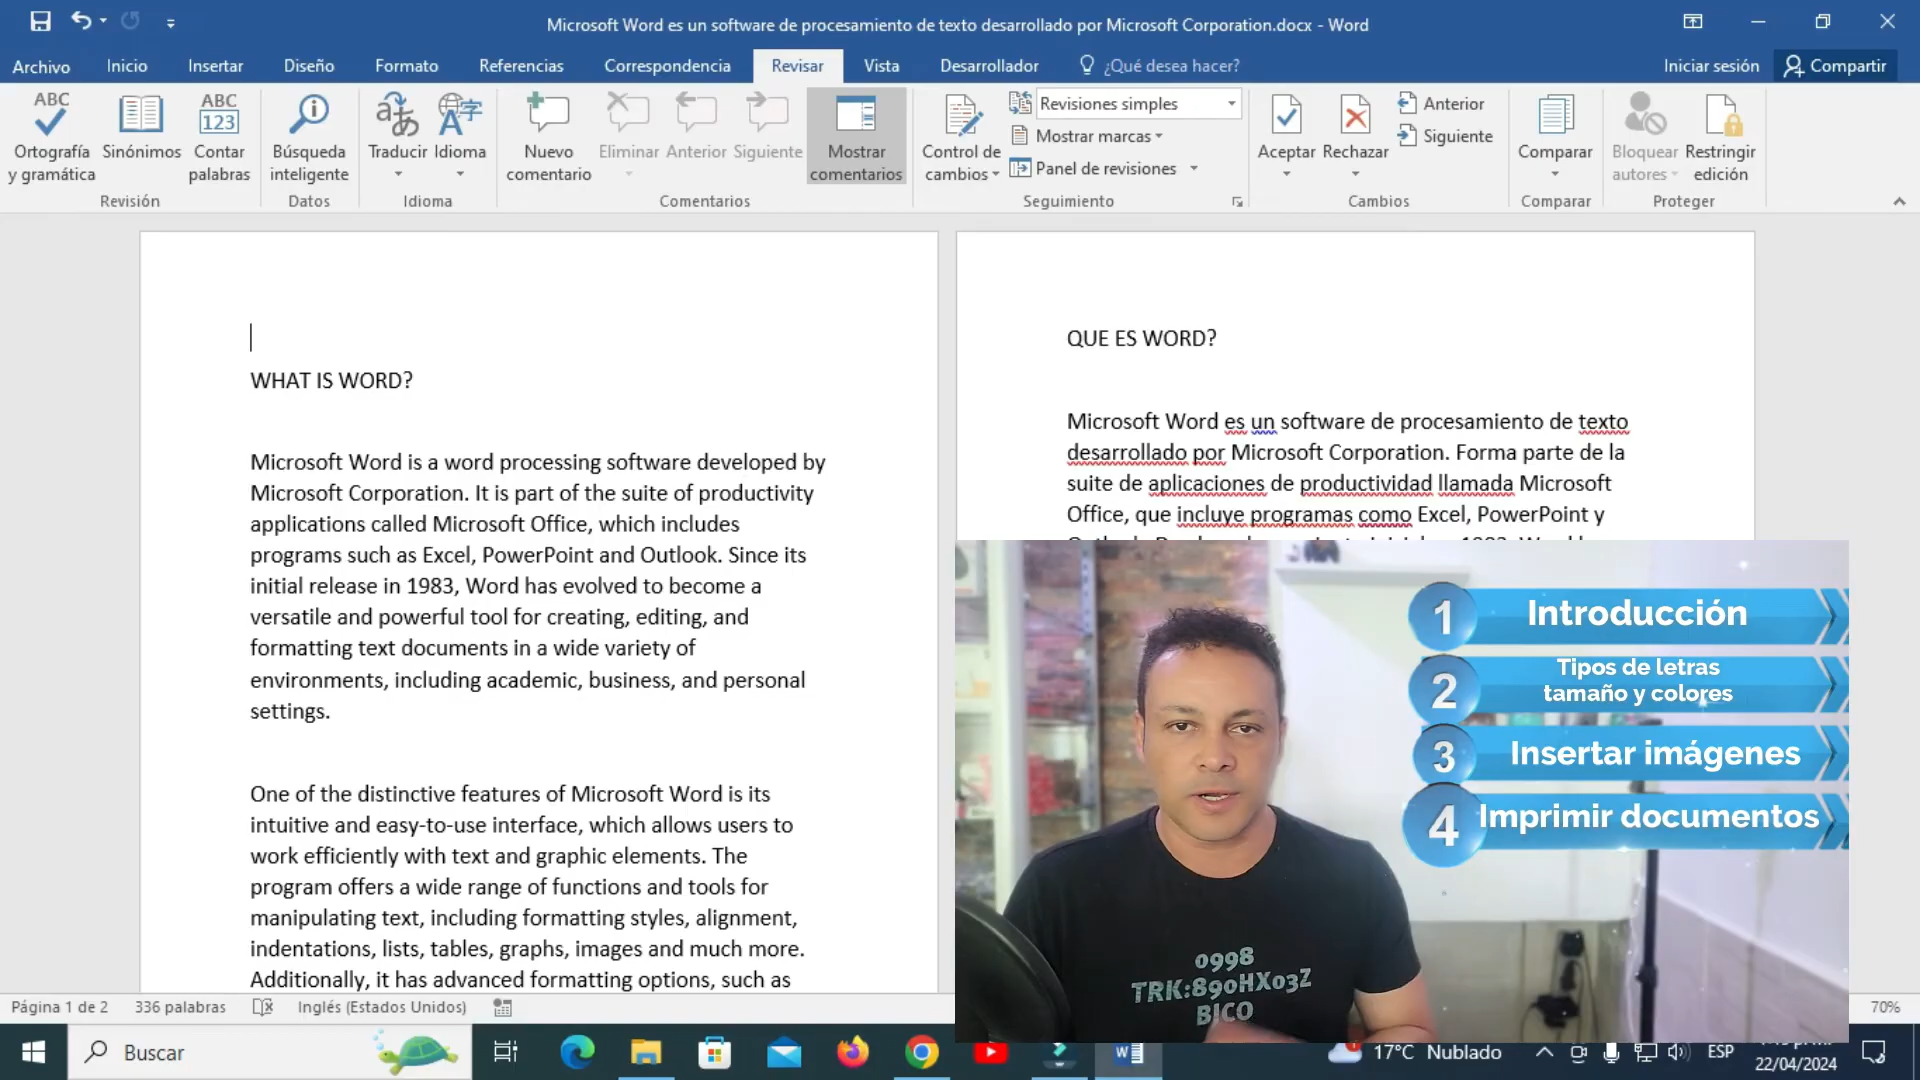 Microsoft Word es un software de procesamiento de texto desarrollado por Microsoft Corporation.docx - Word
Archivo Inicio Insertar Diseño Formato Referencias Correspondencia Revisar Vista Desarrollador ¿Qué desea hacer? Iniciar sesión Compartir
ABC
Ortografía
y gramática
Sinónimos
ABC
123
Contar
palabras
Revisión
Búsqueda
inteligente
Datos
Traducir
Idioma
Idioma
Nuevo
comentario
Eliminar
Anterior
Siguiente
Mostrar
comentarios
Comentarios
Control de
cambios
Revisiones simples
Mostrar marcas
Panel de revisiones
Seguimiento
Aceptar
Rechazar
Anterior
Siguiente
Cambios
Comparar
Comparar
Bloquear
autores
Restringir
edición
Proteger
WHAT IS WORD?
Microsoft Word is a word processing software developed by
Microsoft Corporation. It is part of the suite of productivity
applications called Microsoft Office, which includes
programs such as Excel, PowerPoint and Outlook. Since its
initial release in 1983, Word has evolved to become a
versatile and powerful tool for creating, editing, and
formatting text documents in a wide variety of
environments, including academic, business, and personal
settings.
One of the distinctive features of Microsoft Word is its
intuitive and easy-to-use interface, which allows users to
work efficiently with text and graphic elements. The
program offers a wide range of functions and tools for
manipulating text, including formatting styles, alignment,
indentations, lists, tables, graphs, images and much more.
Additionally, it has advanced formatting options, such as
QUE ES WORD?
Microsoft Word es un software de procesamiento de texto
desarrollado por Microsoft Corporation. Forma parte de la
suite de aplicaciones de productividad llamada Microsoft
Office, que incluye programas como Excel, PowerPoint y
1 Introducción
2 Tipos de letras
tamaño y colores
3 Insertar imágenes
4 Imprimir documentos
0998
TRK:890HX03Z
BICO
Página 1 de 2 336 palabras Inglés (Estados Unidos) 70%
Buscar
17°C Nublado
ESP
22/04/2024